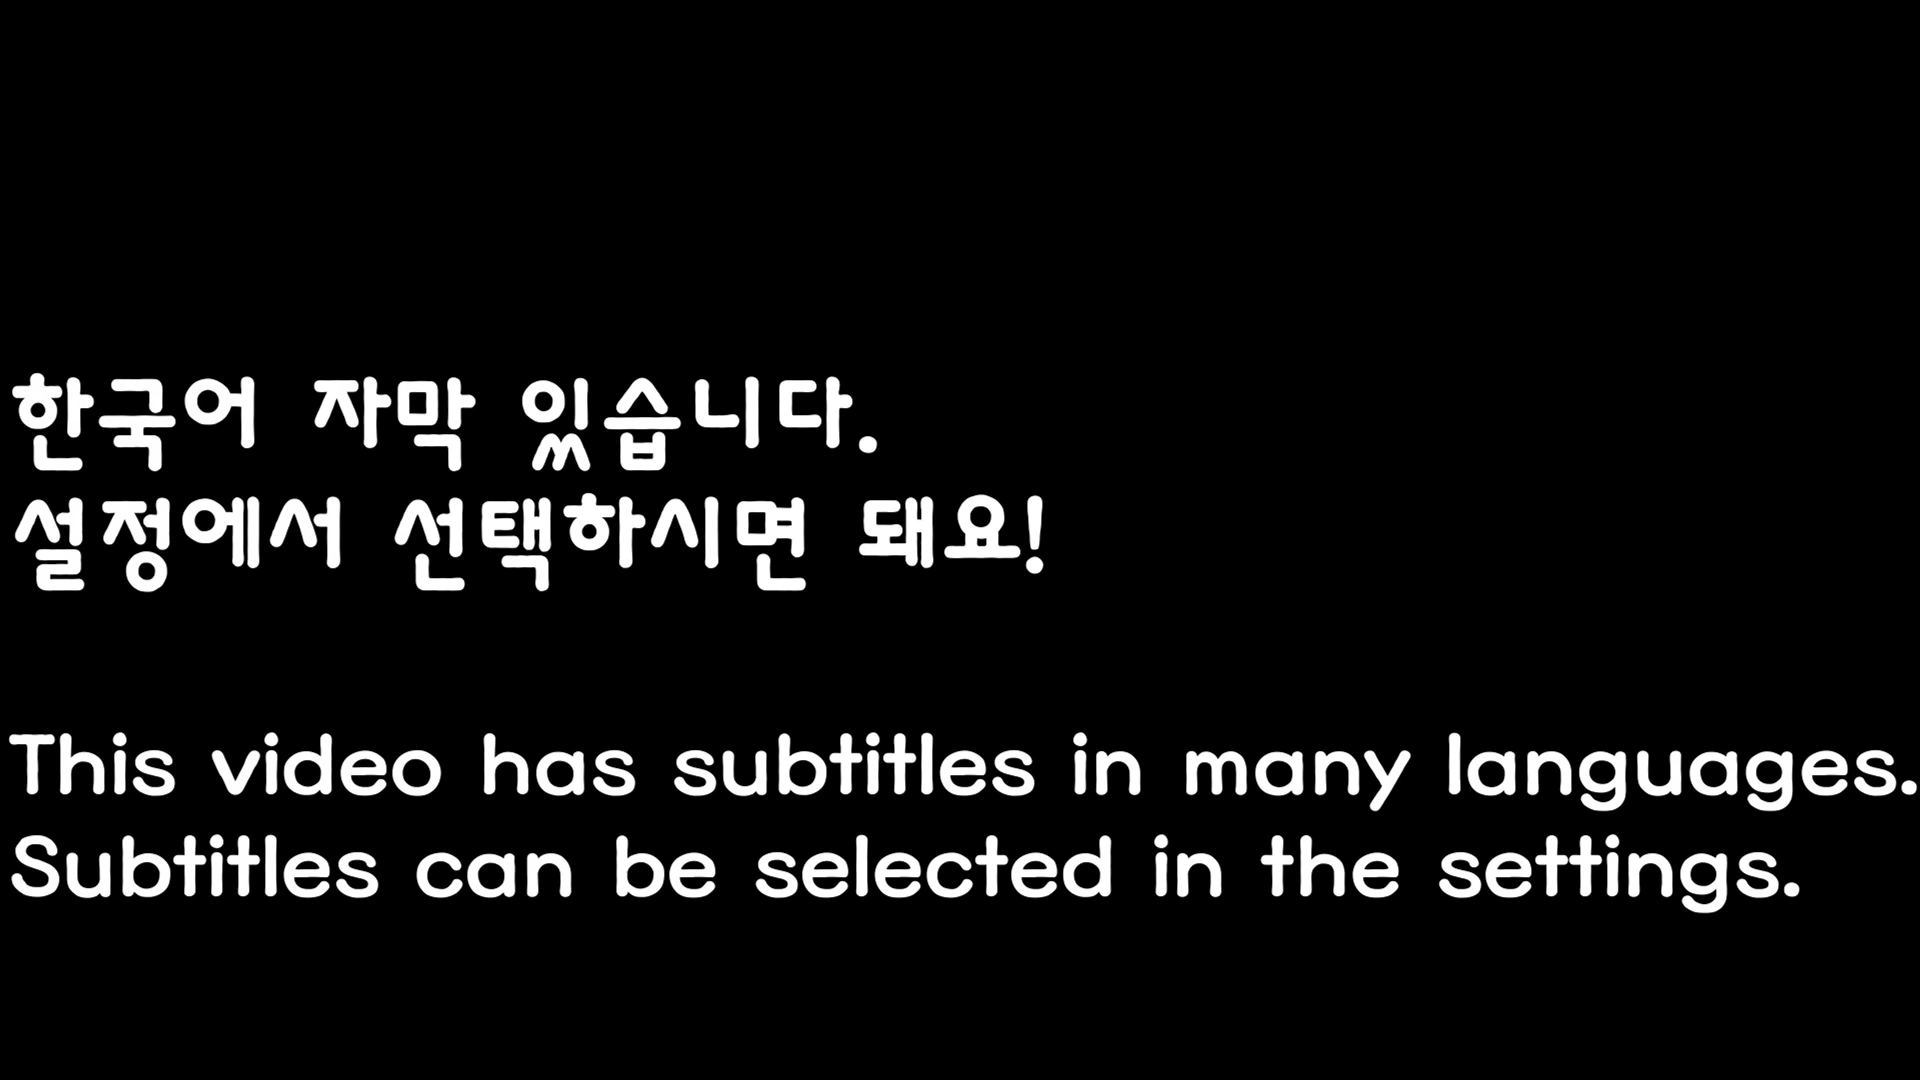 한국어 자막 있습니다.
설정에서 선택하시면 돼요!
This video has subtitles in many languages.
Subtitles can be selected in the settings.